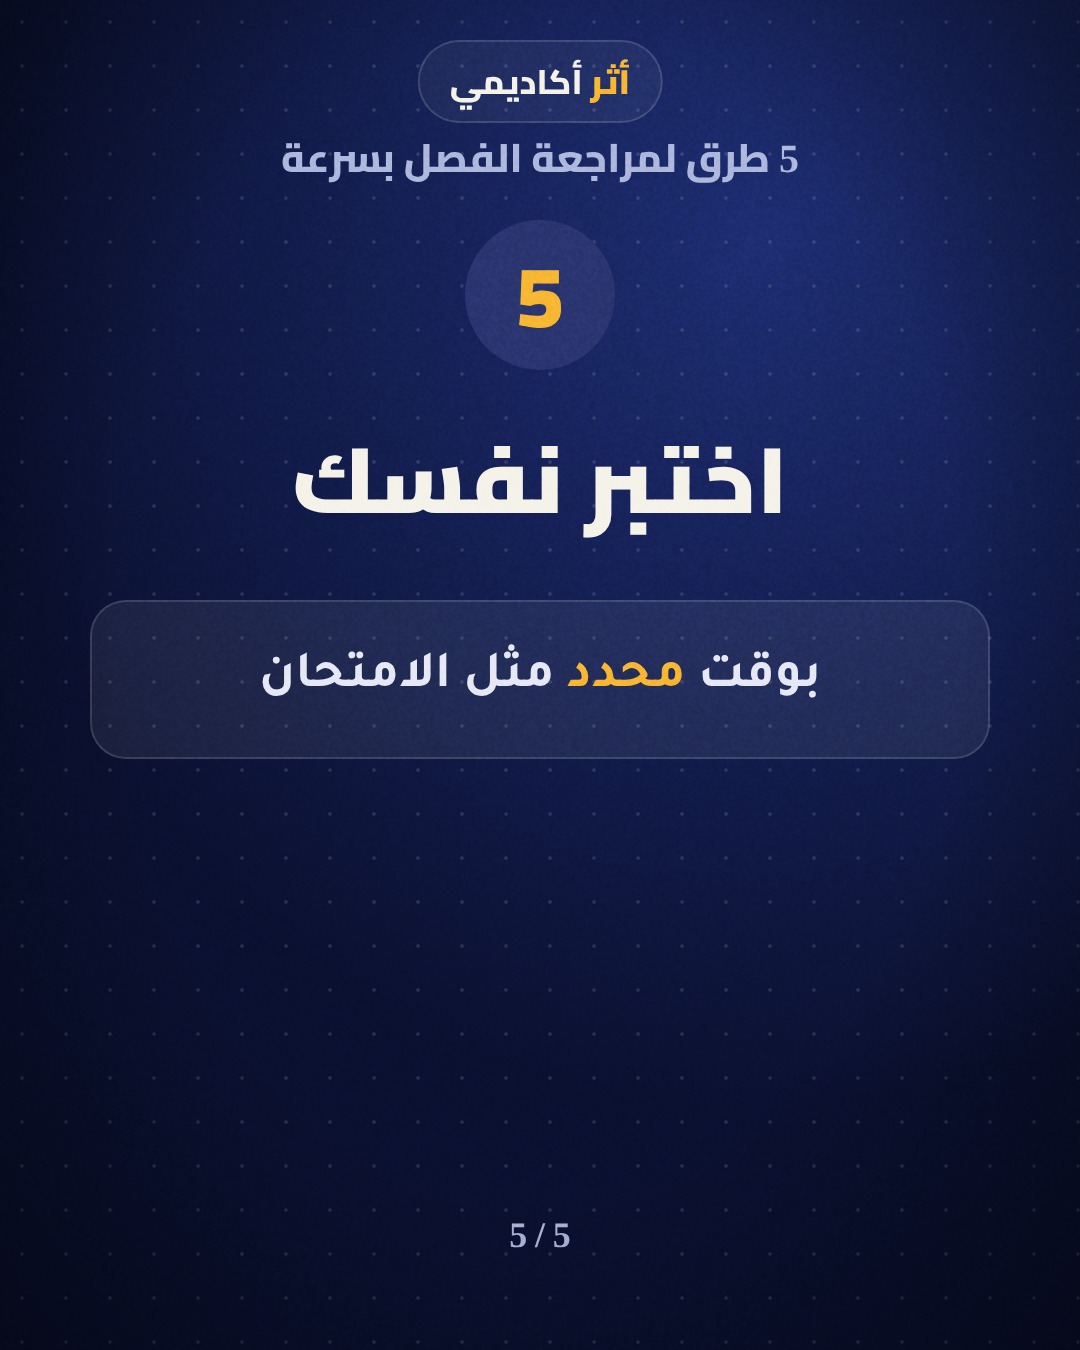 أثر أكاديمي
5 طرق لمراجعة الفصل بسرعة
5
اختبر نفسك
بوقت محدد مثل الامتحان
5 / 5